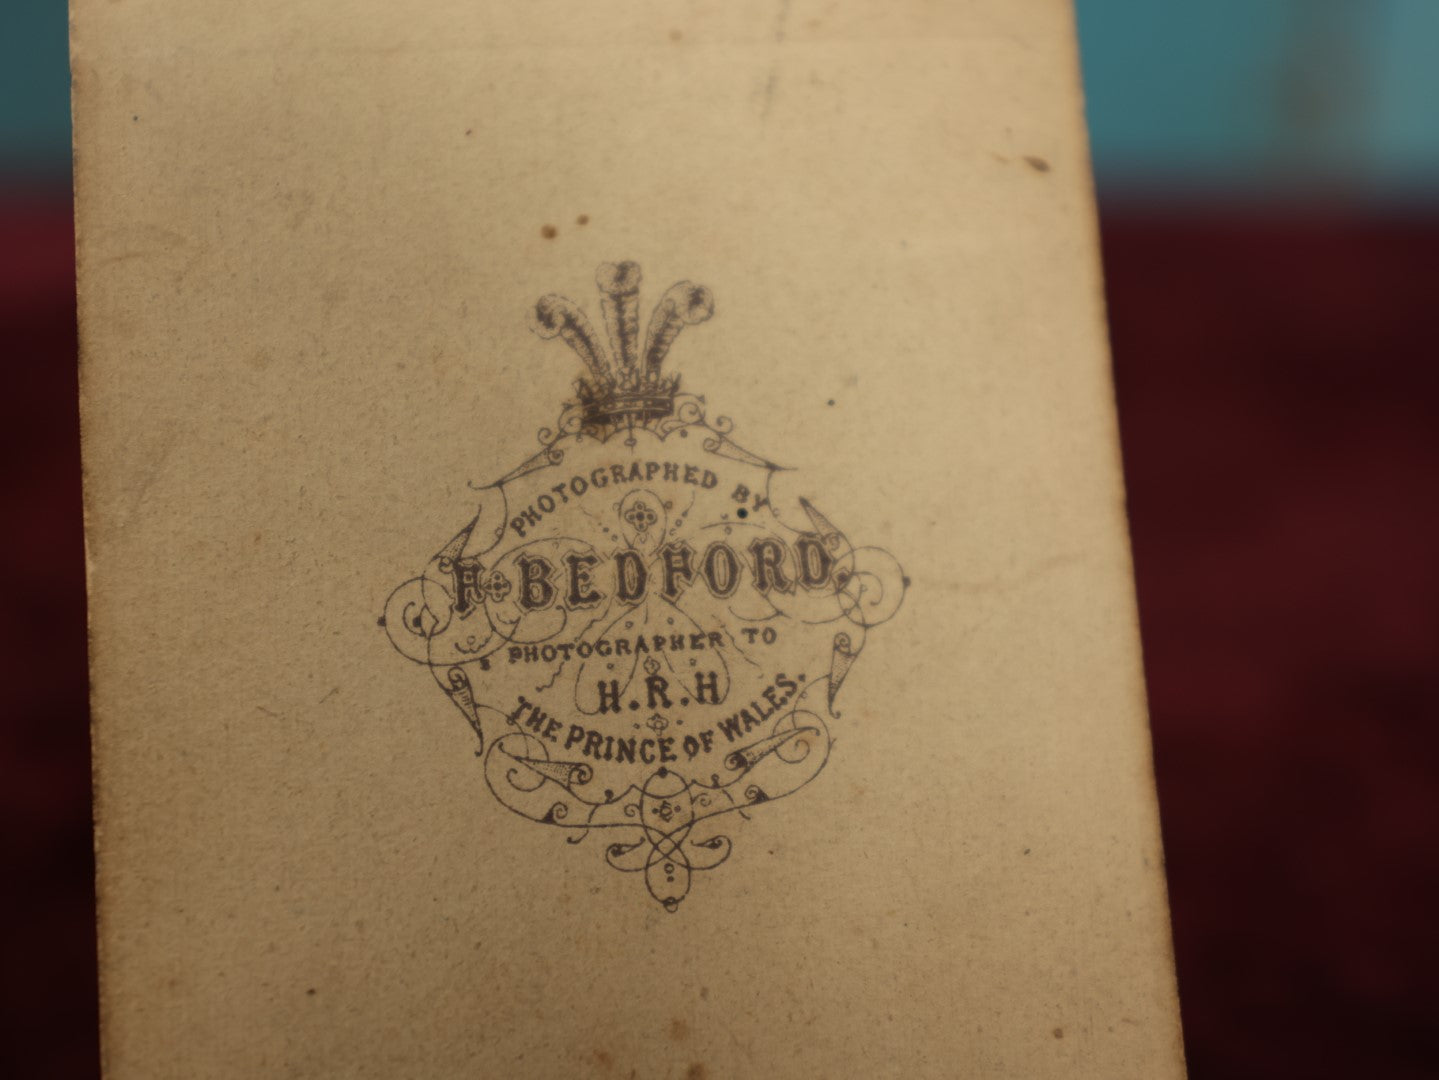 PHOTOGRAPHED BY
F. BEDFORD,
PHOTOGRAPHER TO
H.R.H
THE PRINCE OF WALES.